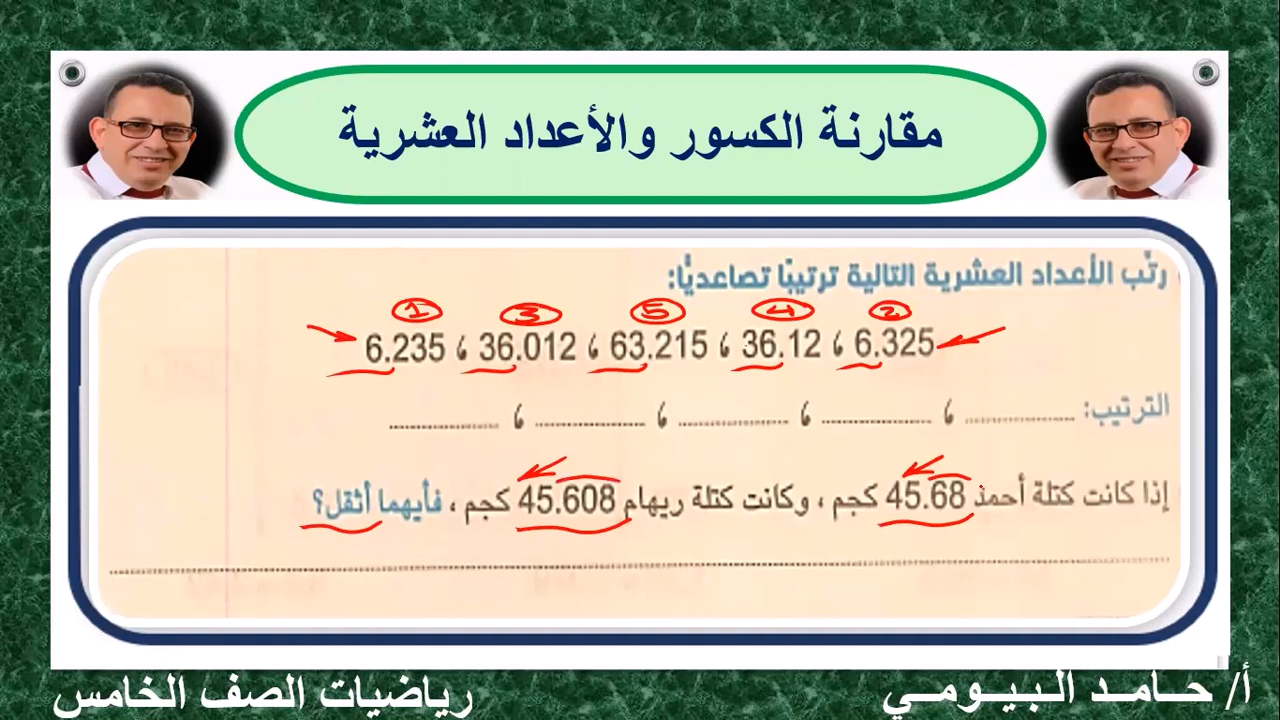 مقارنة الكسور والأعداد العشرية
رتِّب الأعداد العشرية التالية ترتيبًا تصاعديًّا:
② ④ ⑤ ③ ①
6.325 ، 36.12 ، 63.215 ، 36.012 ، 6.235
الترتيب: .................... ، .................... ، .................... ، .................... ، ....................
إذا كانت كتلة أحمد 45.68 كجم ، وكانت كتلة ريهام 45.608 كجم ، فأيهما أثقل؟
أ/ حـامـد الـبـيـومـي
رياضيات الصف الخامس